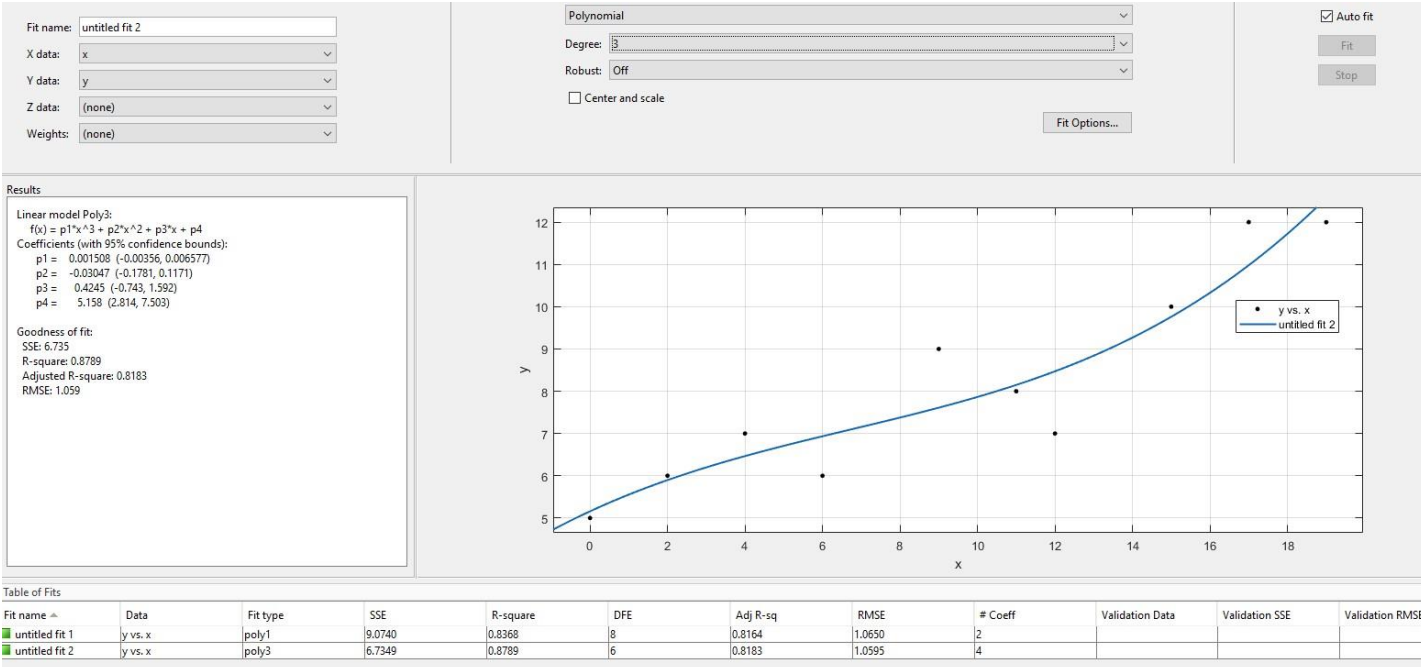 Fit name: untitled fit 2
X data: x
Y data: y
Z data: (none)
Weights: (none)
Polynomial
Degree: 3
Robust: Off
Center and scale
Fit Options...
Auto fit
Fit
Stop
Results
Linear model Poly3:
f(x) = p1*x^3 + p2*x^2 + p3*x + p4
Coefficients (with 95% confidence bounds):
p1 = 0.001508 (-0.00356, 0.006577)
p2 = -0.03047 (-0.1781, 0.1171)
p3 = 0.4245 (-0.743, 1.592)
p4 = 5.158 (2.814, 7.503)
Goodness of fit:
SSE: 6.735
R-square: 0.8789
Adjusted R-square: 0.8183
RMSE: 1.059
12
11
10
9
8
7
6
5
y
0 2 4 6 8 10 12 14 16 18
x
y vs. x
untitled fit 2
Table of Fits
Fit name Data Fit type SSE R-square DFE Adj R-sq RMSE # Coeff Validation Data Validation SSE Validation RMSE
untitled fit 1 y vs. x poly1 9.0740 0.8368 8 0.8164 1.0650 2
untitled fit 2 y vs. x poly3 6.7349 0.8789 6 0.8183 1.0595 4